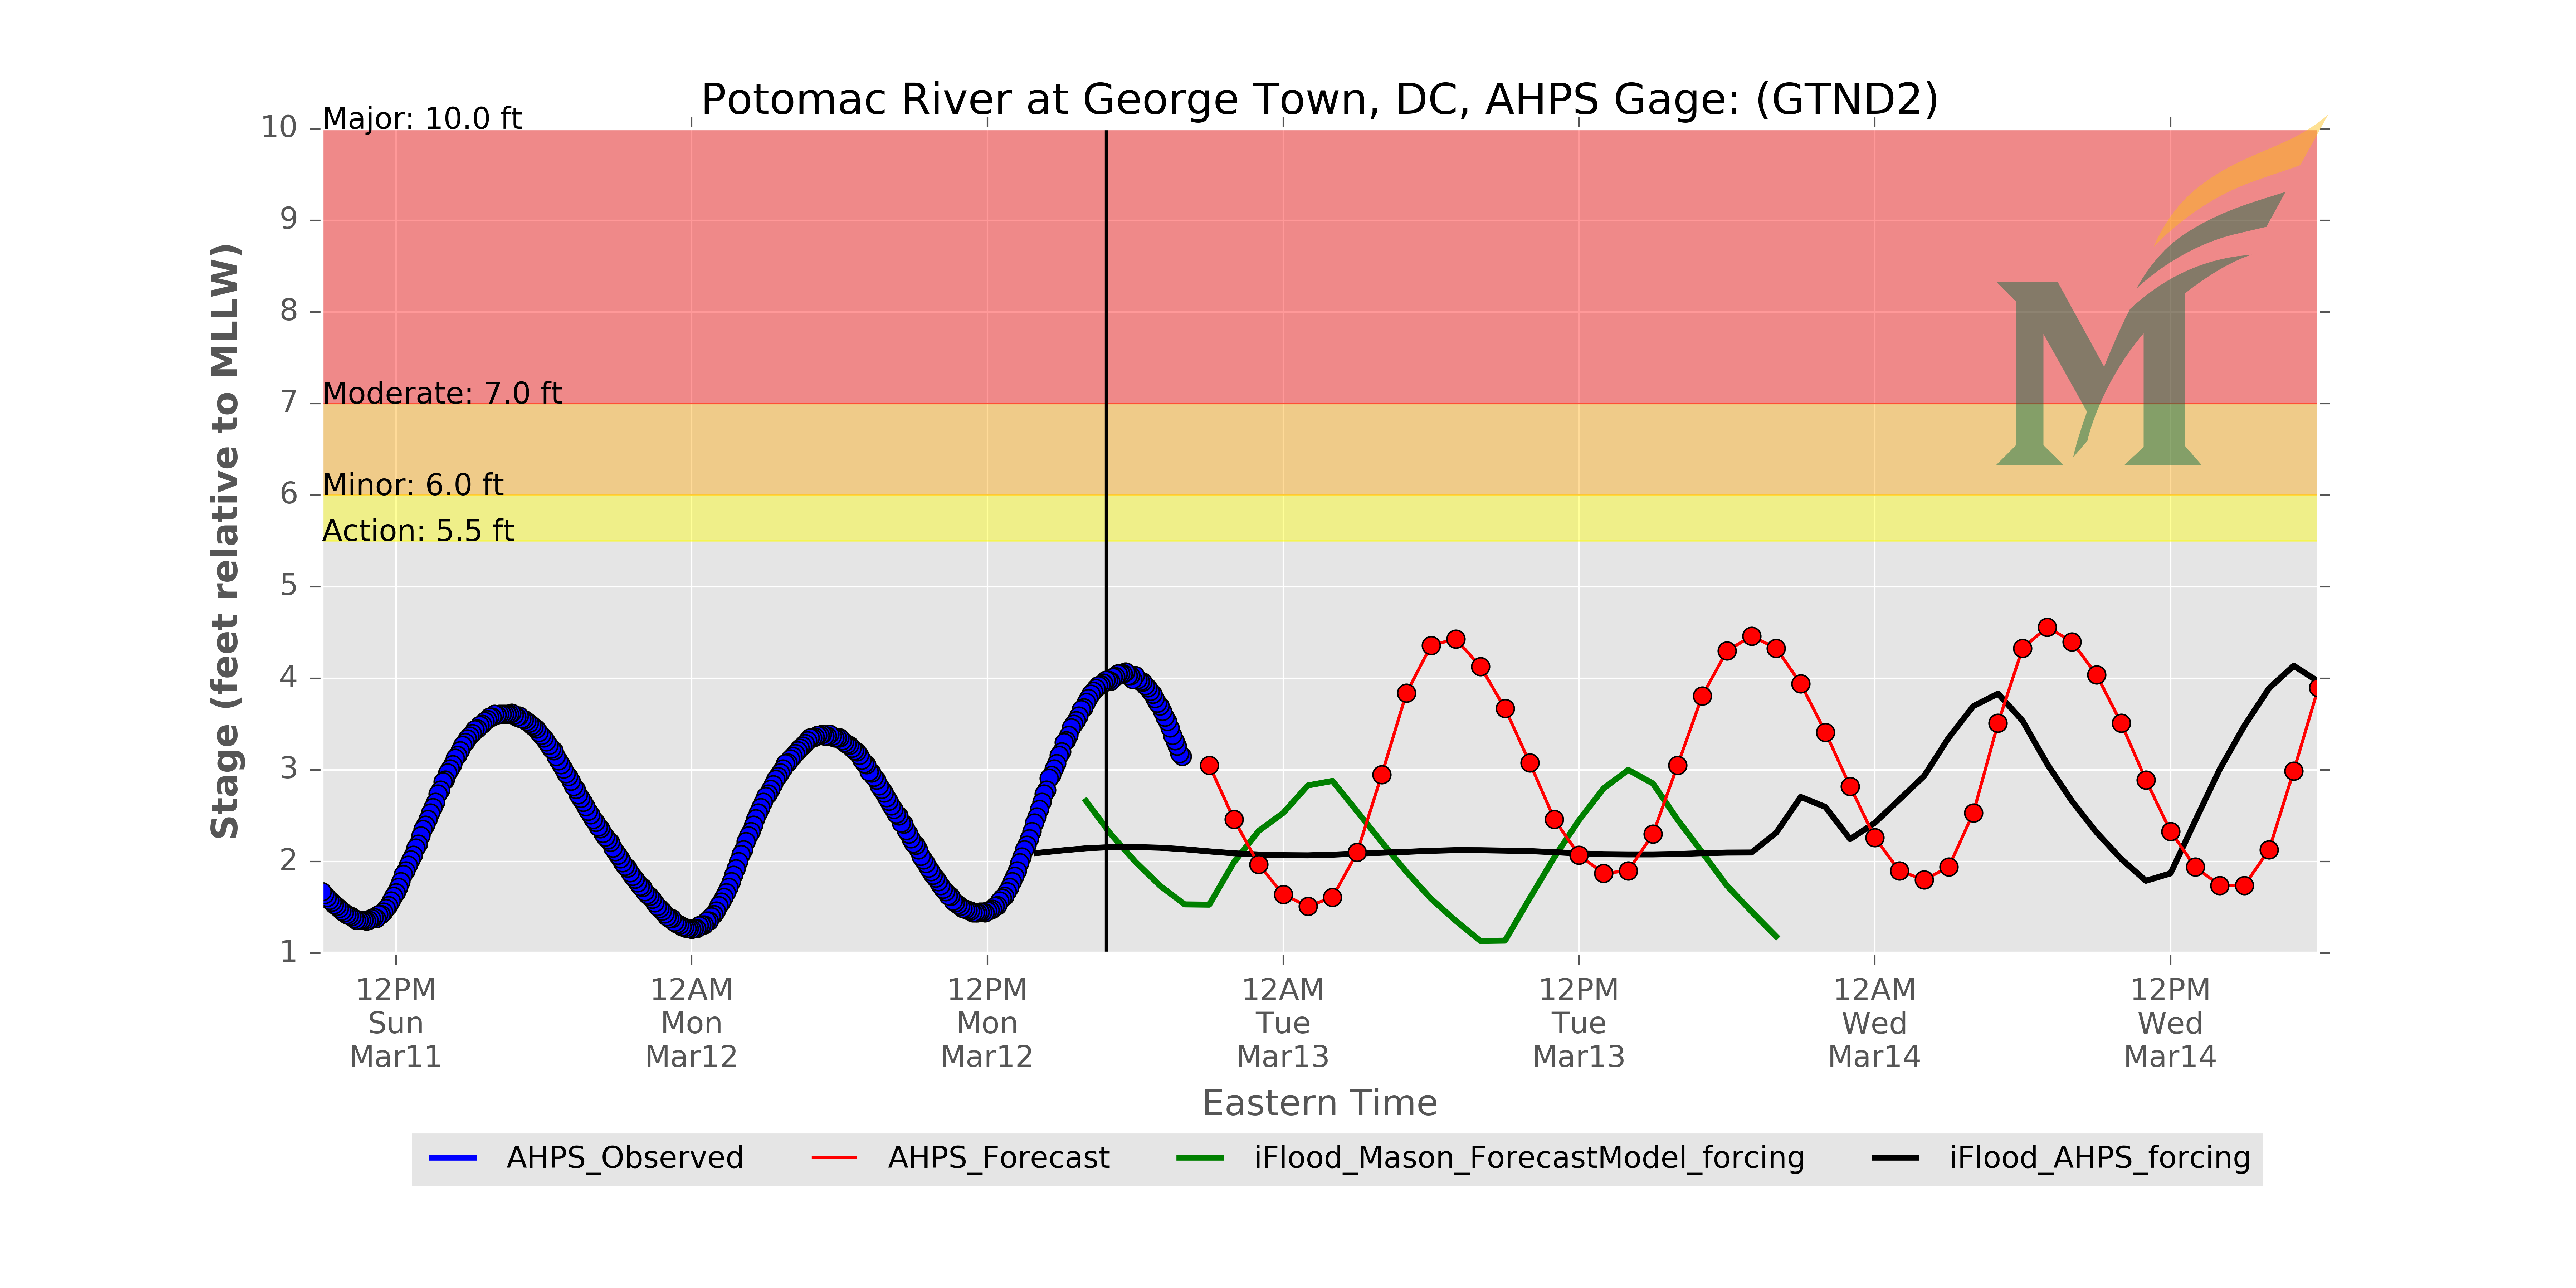 Potomac River at George Town, DC, AHPS Gage: (GTND2)
Major: 10.0 ft
Moderate: 7.0 ft
Minor: 6.0 ft
Action: 5.5 ft
Stage (feet relative to MLLW)
10
9
8
7
6
5
4
3
2
1
12PM
Sun
Mar11
12AM
Mon
Mar12
12PM
Mon
Mar12
12AM
Tue
Mar13
12PM
Tue
Mar13
12AM
Wed
Mar14
12PM
Wed
Mar14
Eastern Time
AHPS_Observed
AHPS_Forecast
iFlood_Mason_ForecastModel_forcing
iFlood_AHPS_forcing
M